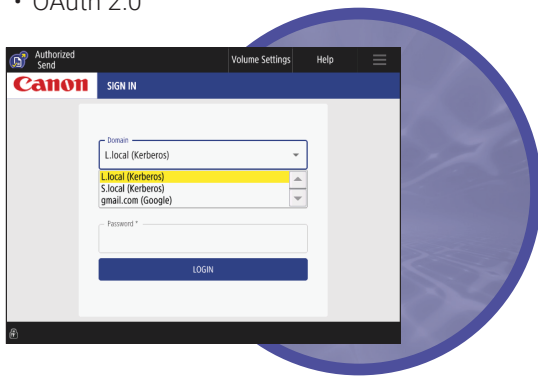 • OAuth 2.0
Authorized
Send
Volume Settings
Help
Canon
SIGN IN
Domain
L.local (Kerberos)
L.local (Kerberos)
S.local (Kerberos)
gmail.com (Google)
Password *
LOGIN